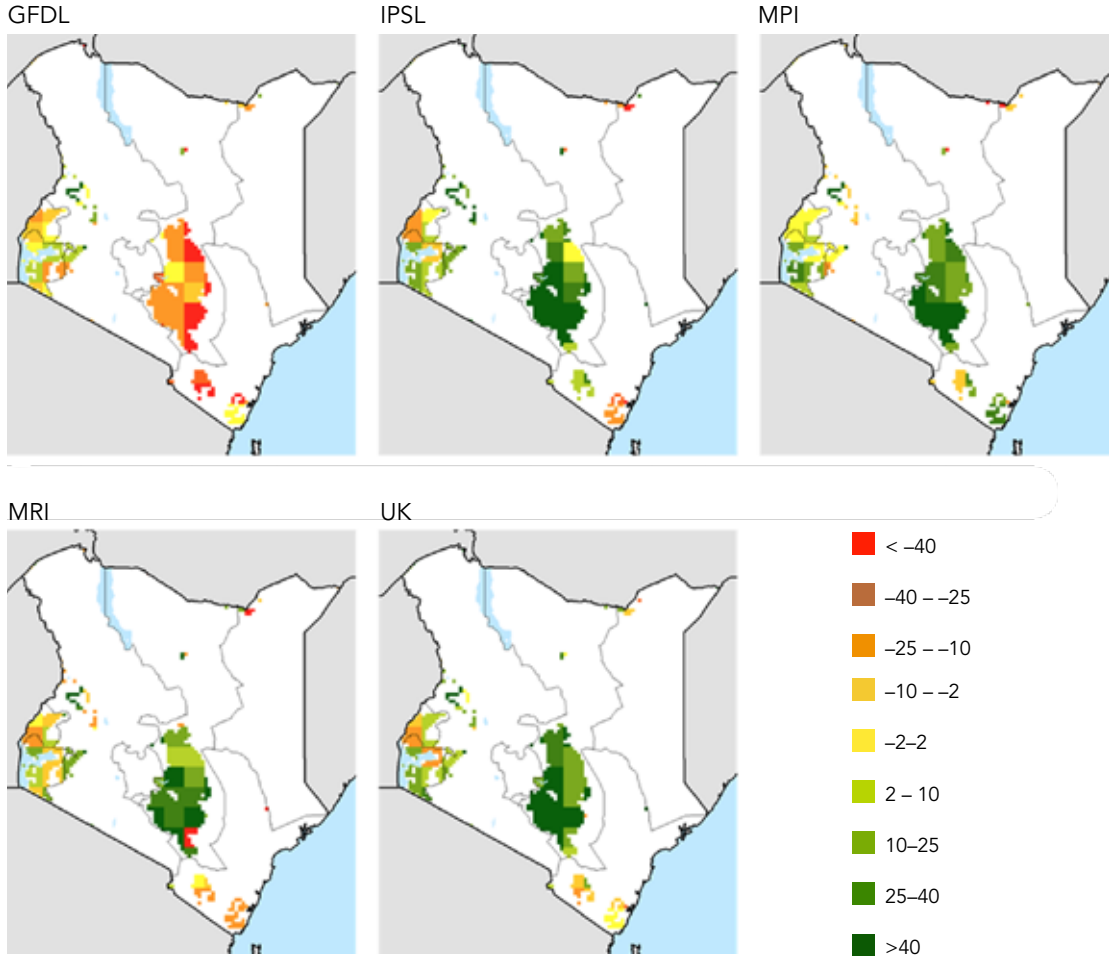 GFDL
IPSL
MPI
MRI
UK
< –40
–40 – –25
–25 – –10
–10 – –2
–2–2
2 – 10
10–25
25–40
>40